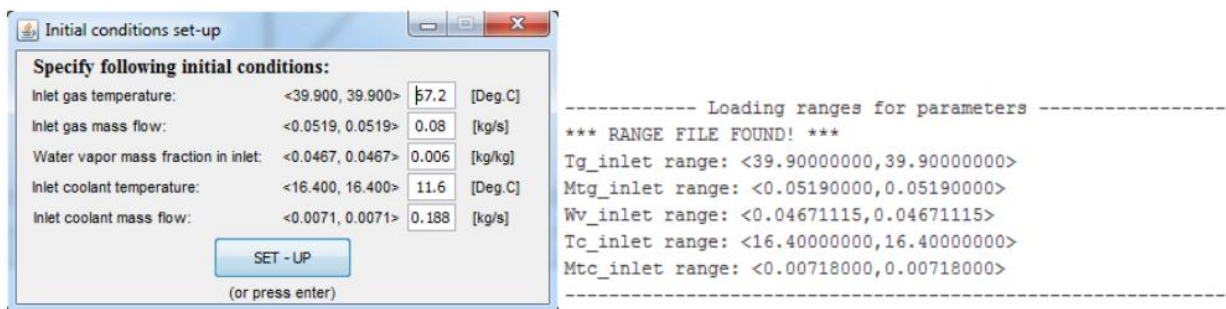 Initial conditions set-up
Specify following initial conditions:
Inlet gas temperature: <39.900, 39.900> 67.2 [Deg.C]
Inlet gas mass flow: <0.0519, 0.0519> 0.08 [kg/s]
Water vapor mass fraction in inlet: <0.0467, 0.0467> 0.006 [kg/kg]
Inlet coolant temperature: <16.400, 16.400> 11.6 [Deg.C]
Inlet coolant mass flow: <0.0071, 0.0071> 0.188 [kg/s]
SET - UP
(or press enter)
------------ Loading ranges for parameters -----------------
*** RANGE FILE FOUND! ***
Tg_inlet range: <39.90000000,39.90000000>
Mtg_inlet range: <0.05190000,0.05190000>
Wv_inlet range: <0.04671115,0.04671115>
Tc_inlet range: <16.40000000,16.40000000>
Mtc_inlet range: <0.00718000,0.00718000>
------------------------------------------------------------